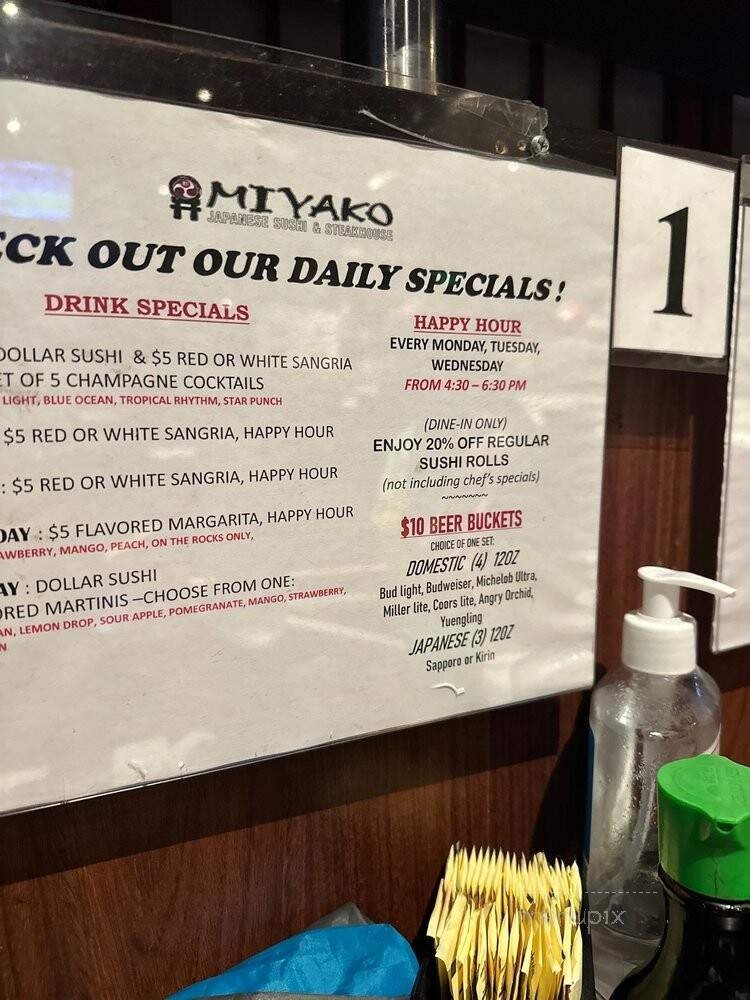 MIYAKO
JAPANESE SUSHI & STEAKHOUSE
ECK OUT OUR DAILY SPECIALS!
DRINK SPECIALS
DOLLAR SUSHI & $5 RED OR WHITE SANGRIA
ET OF 5 CHAMPAGNE COCKTAILS
LIGHT, BLUE OCEAN, TROPICAL RHYTHM, STAR PUNCH
$5 RED OR WHITE SANGRIA, HAPPY HOUR
: $5 RED OR WHITE SANGRIA, HAPPY HOUR
DAY : $5 FLAVORED MARGARITA, HAPPY HOUR
AWBERRY, MANGO, PEACH, ON THE ROCKS ONLY,
AY : DOLLAR SUSHI
ORED MARTINIS –CHOOSE FROM ONE:
AN, LEMON DROP, SOUR APPLE, POMEGRANATE, MANGO, STRAWBERRY,
N
HAPPY HOUR
EVERY MONDAY, TUESDAY,
WEDNESDAY
FROM 4:30 – 6:30 PM
(DINE-IN ONLY)
ENJOY 20% OFF REGULAR
SUSHI ROLLS
(not including chef's specials)
~~~~~~~
$10 BEER BUCKETS
CHOICE OF ONE SET:
DOMESTIC (4) 12OZ
Bud light, Budweiser, Michelob Ultra,
Miller lite, Coors lite, Angry Orchid,
Yuengling
JAPANESE (3) 12OZ
Sapporo or Kirin
1
menupix